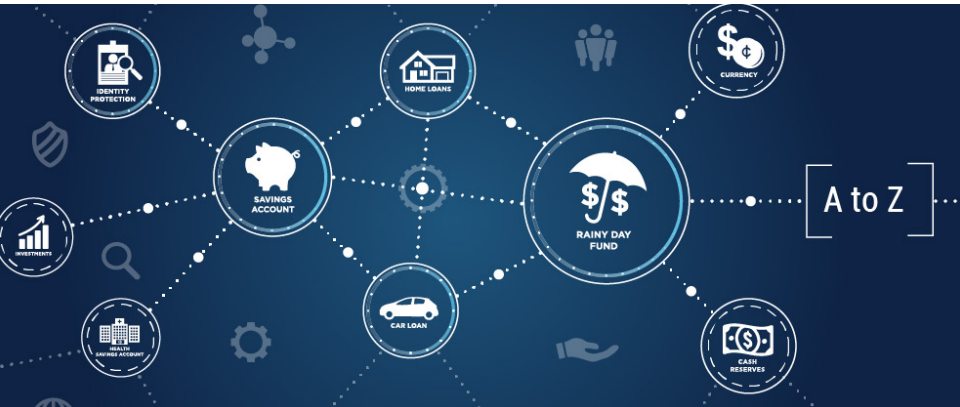 IDENTITY
PROTECTION
HOME LOANS
$
¢
CURRENCY
SAVINGS
ACCOUNT
$ $
RAINY DAY
FUND
A to Z
INVESTMENTS
CAR LOAN
HEALTH
SAVINGS ACCOUNT
$
CASH
RESERVES